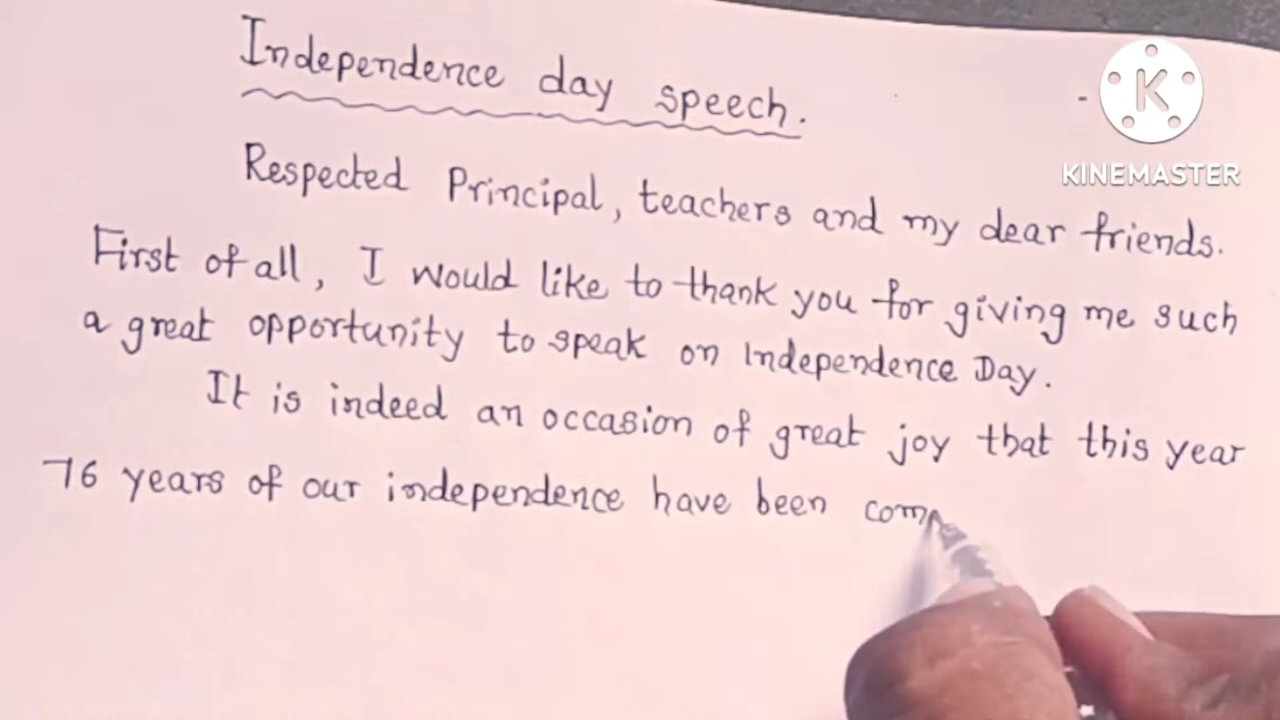 Independence day speech.
KINEMASTER
Respected Principal, teachers and my dear friends.
First of all, I would like to thank you for giving me such
a great opportunity to speak on Independence Day.
It is indeed an occasion of great joy that this year
76 years of our independence have been com